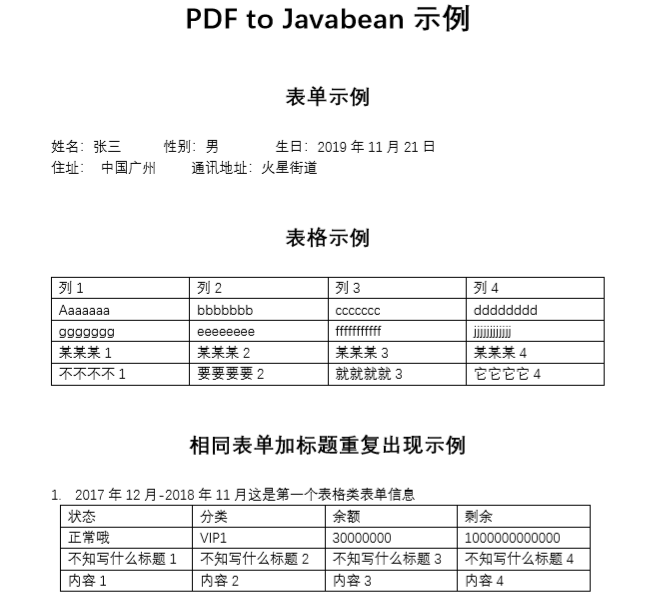 PDF to Javabean 示例
表单示例
姓名：张三 性别：男 生日：2019 年 11 月 21 日
住址： 中国广州 通讯地址：火星街道
表格示例
列 1 列 2 列 3 列 4
Aaaaaaa bbbbbbb ccccccc dddddddd
ggggggg eeeeeeee fffffffffff jjjjjjjjjjjj
某某某 1 某某某 2 某某某 3 某某某 4
不不不不 1 要要要要 2 就就就就 3 它它它它 4
相同表单加标题重复出现示例
1. 2017 年 12 月-2018 年 11 月这是第一个表格类表单信息
状态 分类 余额 剩余
正常哦 VIP1 30000000 1000000000000
不知写什么标题 1 不知写什么标题 2 不知写什么标题 3 不知写什么标题 4
内容 1 内容 2 内容 3 内容 4